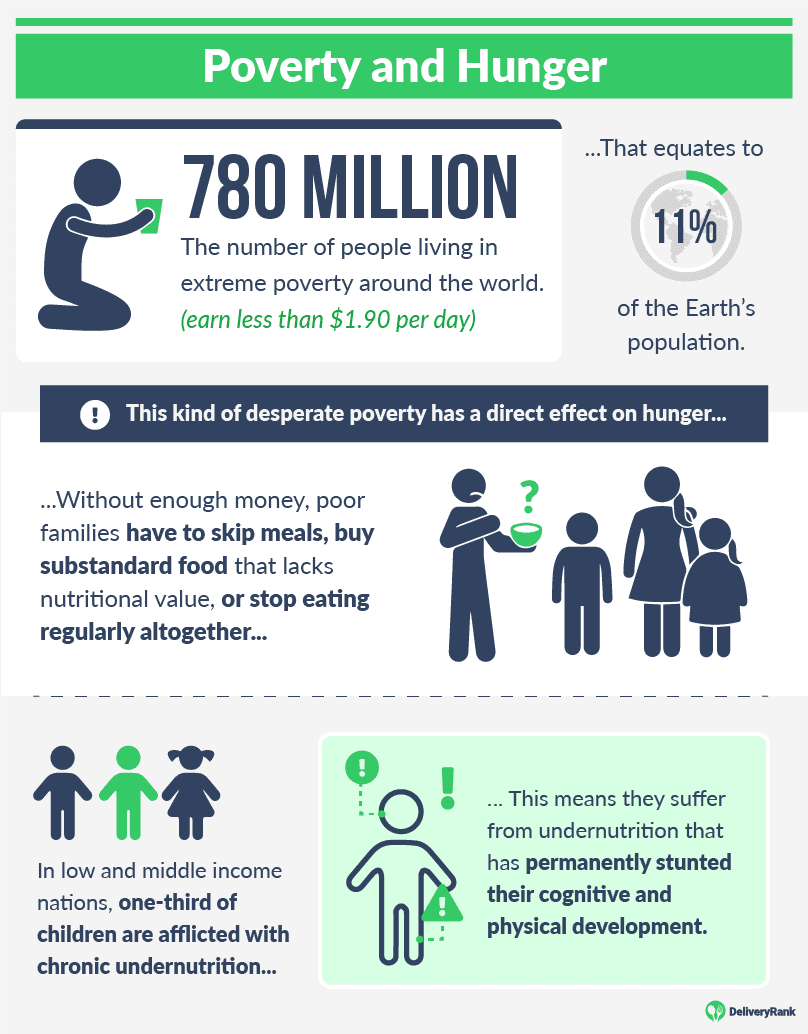 Poverty and Hunger
780 MILLION
The number of people living in
extreme poverty around the world.
(earn less than $1.90 per day)
...That equates to
11%
of the Earth's
population.
! This kind of desperate poverty has a direct effect on hunger...
...Without enough money, poor
families have to skip meals, buy
substandard food that lacks
nutritional value, or stop eating
regularly altogether...
?
In low and middle income
nations, one-third of
children are afflicted with
chronic undernutrition...
!
!
!
... This means they suffer
from undernutrition that
has permanently stunted
their cognitive and
physical development.
DeliveryRank